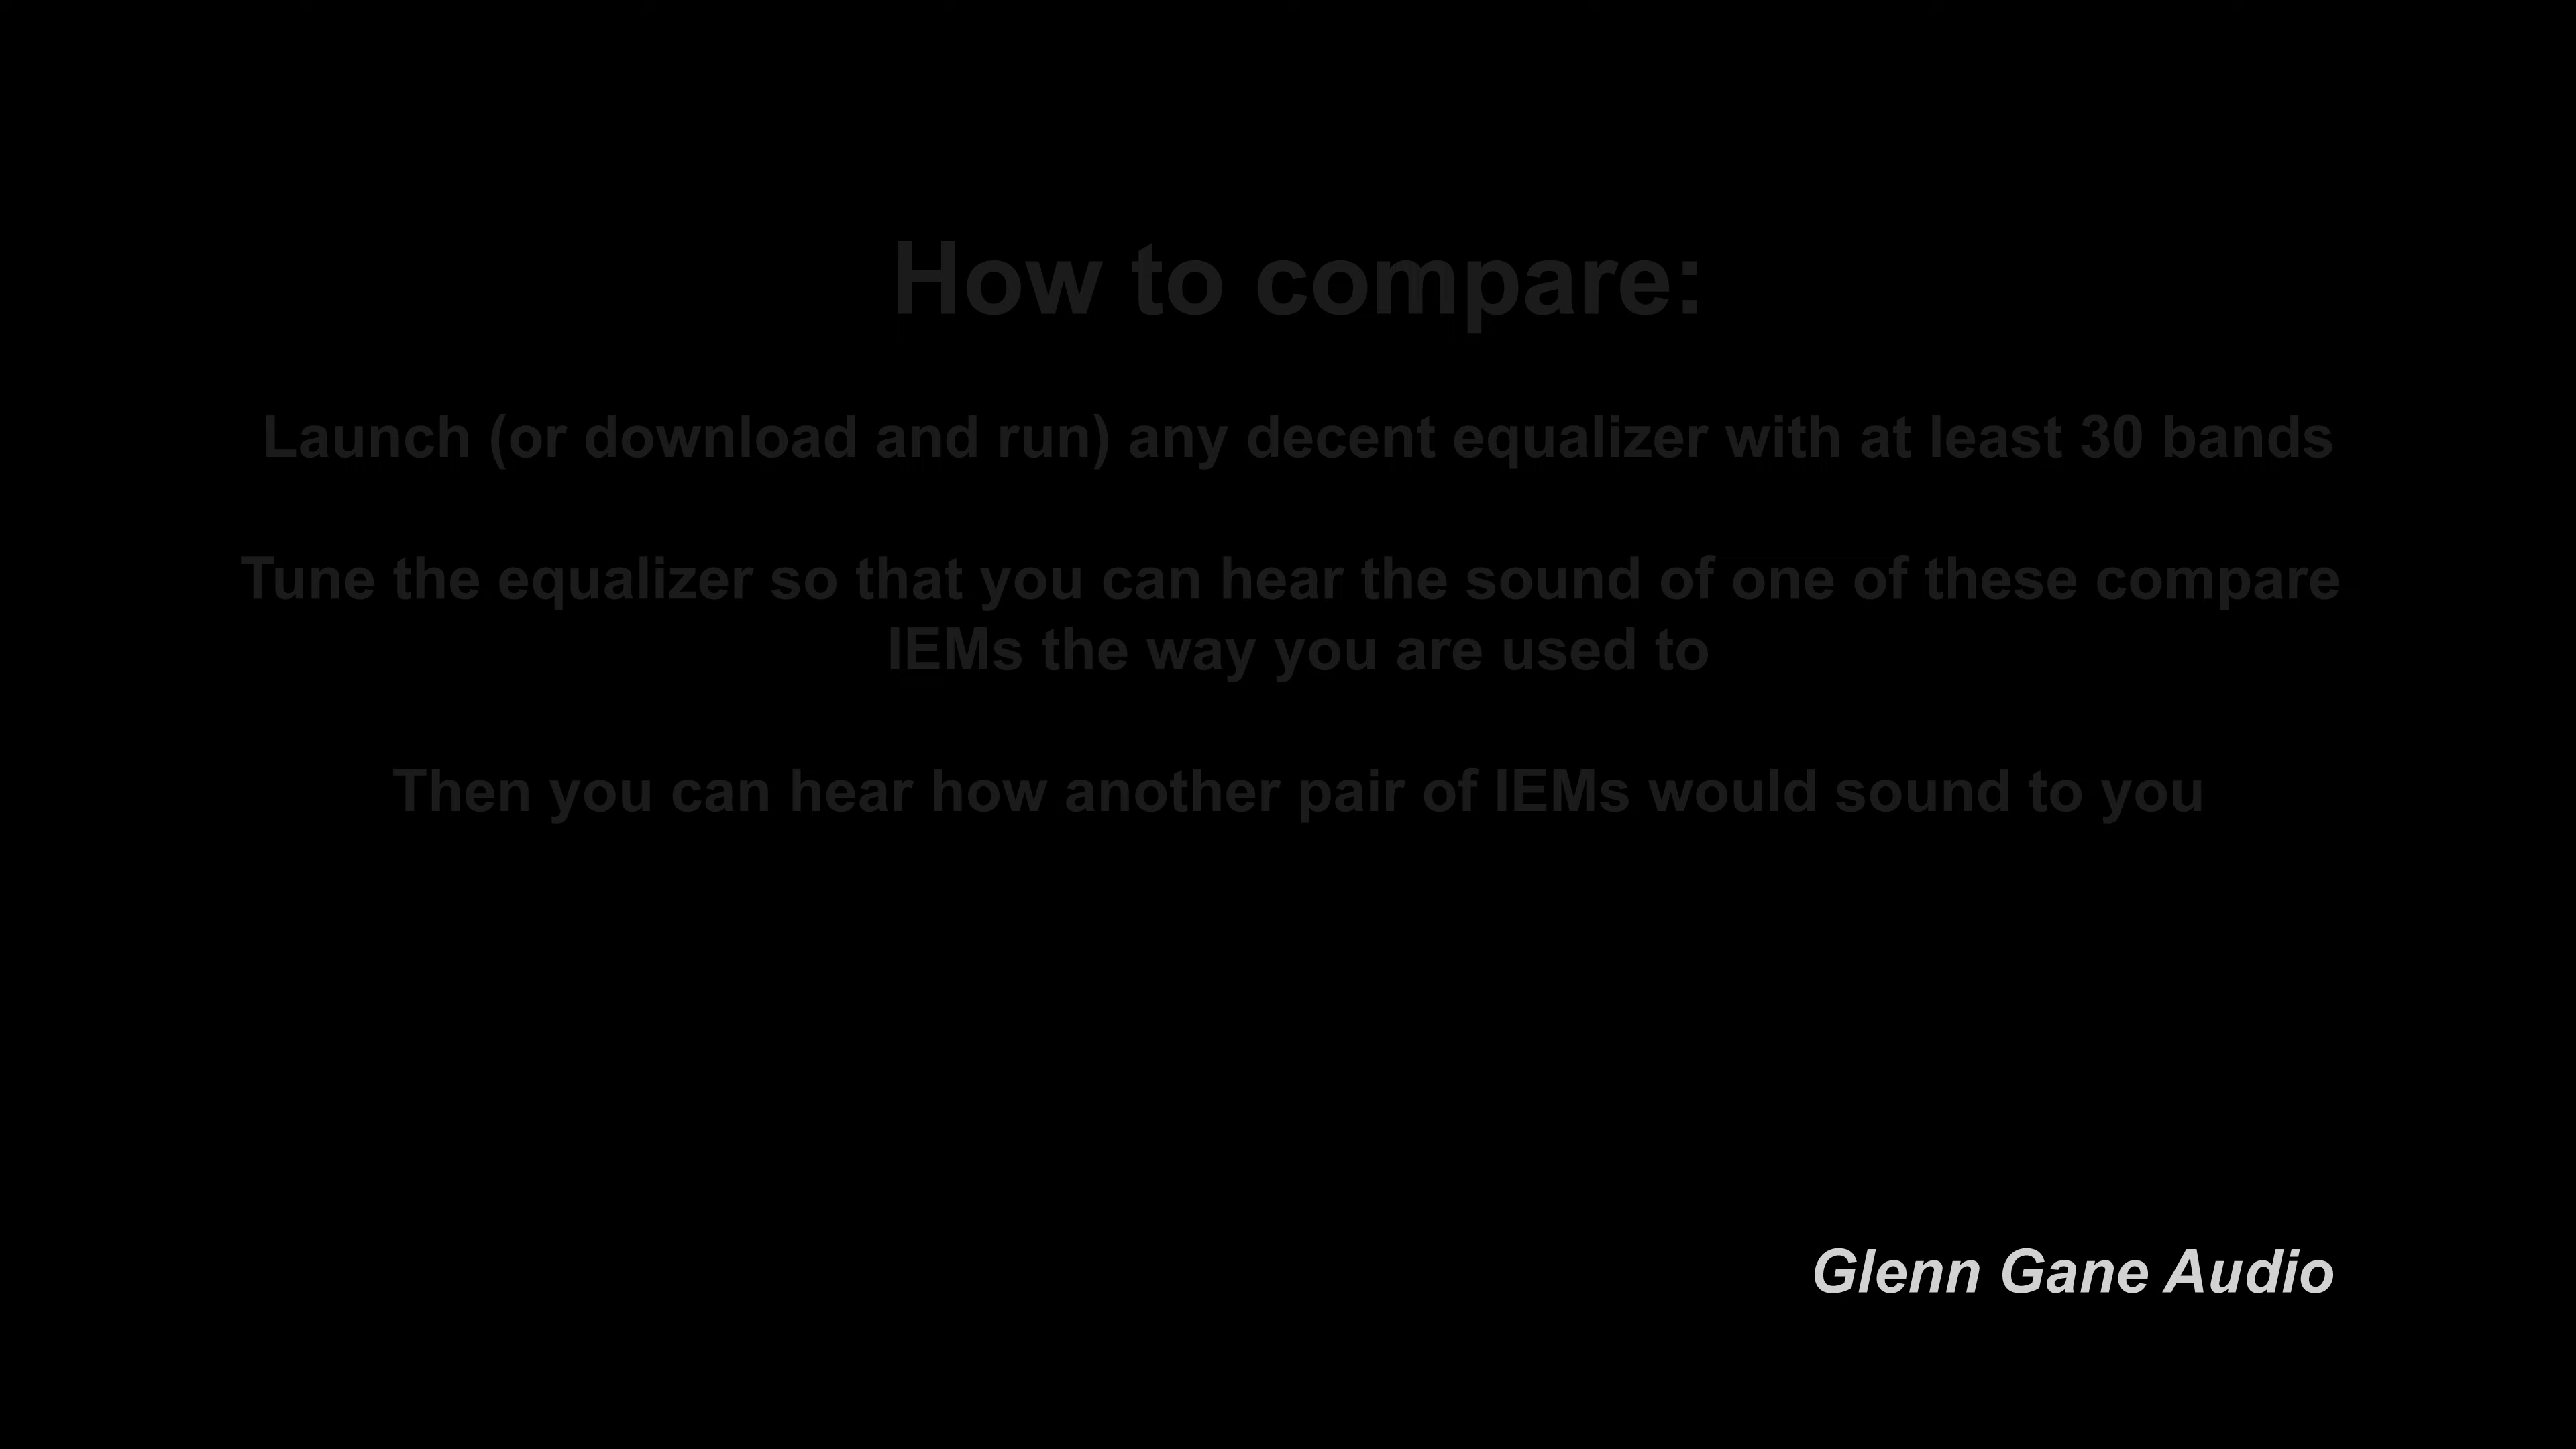 How to compare:
Launch (or download and run) any decent equalizer with at least 30 bands
Tune the equalizer so that you can hear the sound of one of these compare
IEMs the way you are used to
Then you can hear how another pair of IEMs would sound to you
Glenn Gane Audio